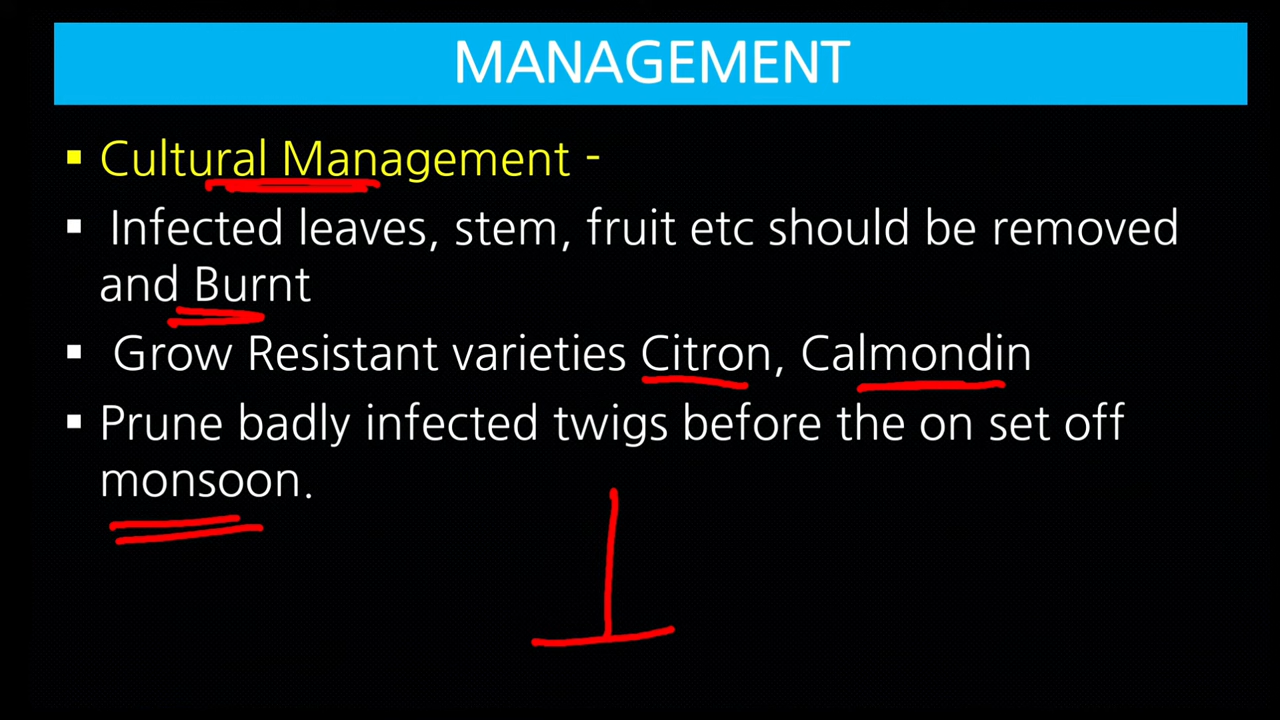 MANAGEMENT
▪ Cultural Management -
▪ Infected leaves, stem, fruit etc should be removed
and Burnt
▪ Grow Resistant varieties Citron, Calmondin
▪ Prune badly infected twigs before the on set off
monsoon.